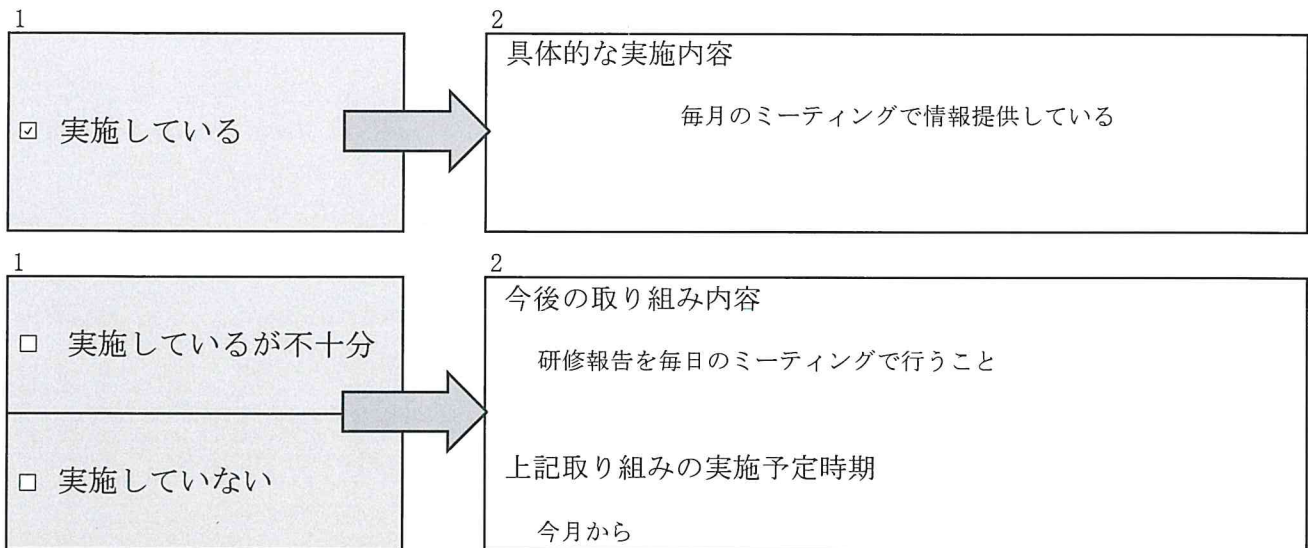 1
2
☑ 実施している
具体的な実施内容
毎月のミーティングで情報提供している
1
2
□ 実施しているが不十分
□ 実施していない
今後の取り組み内容
研修報告を毎日のミーティングで行うこと
上記取り組みの実施予定時期
今月から